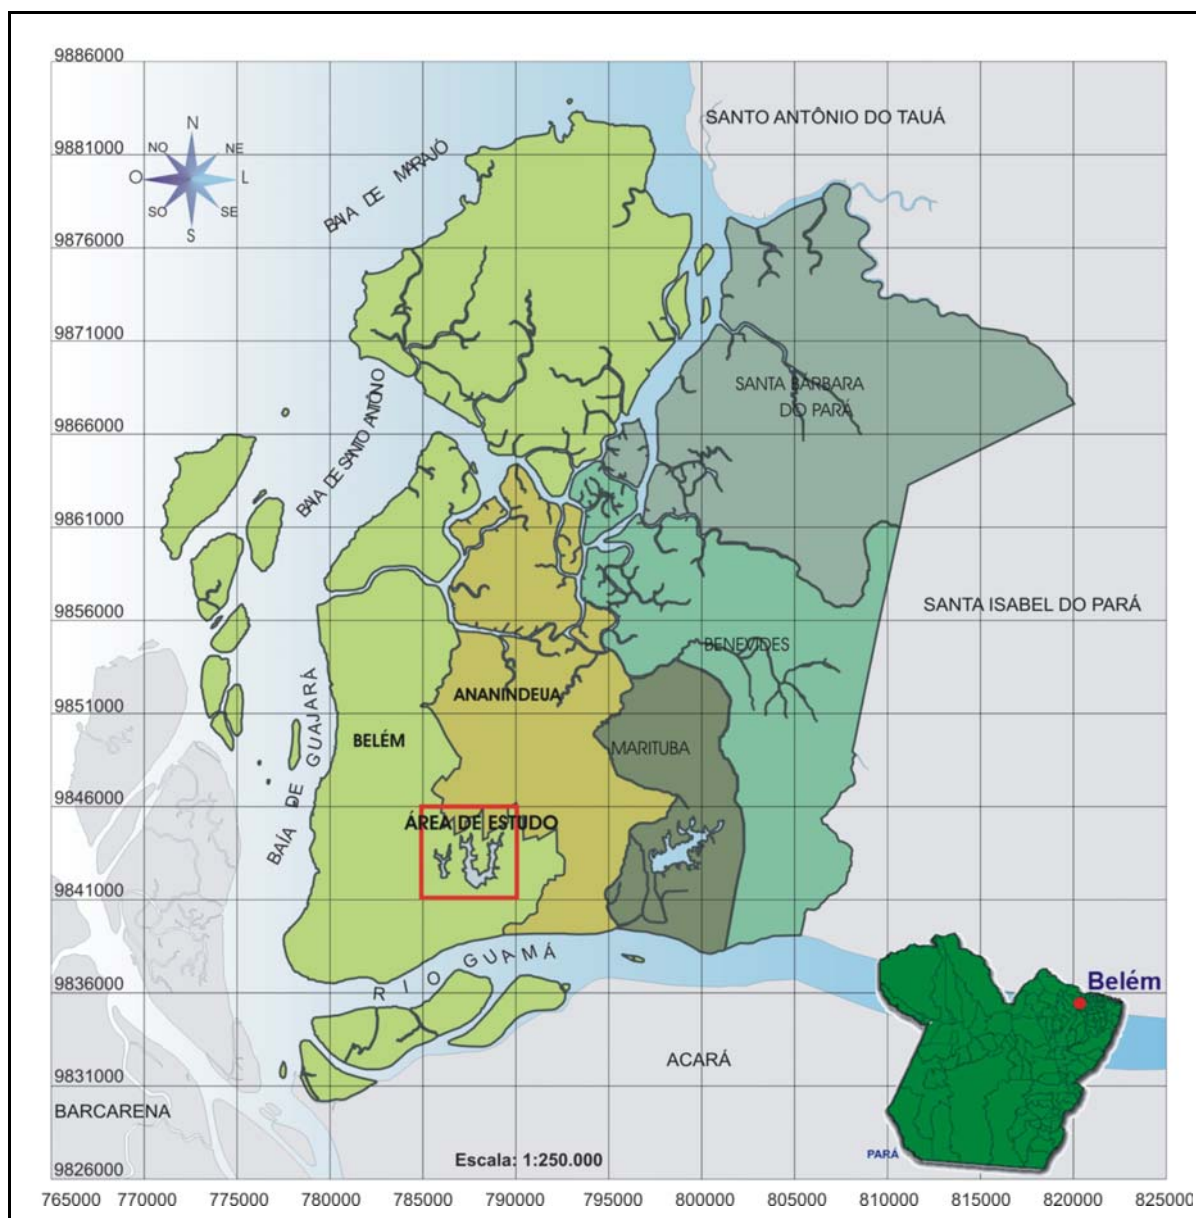 9886000
SANTO ANTÔNIO DO TAUÁ
N
NO
NE
9881000
O
L
SO
SE
S
BAIA DE MARAJÓ
9876000
9871000
SANTA BARBARA
DO PARÁ
BAIA DE SANTO ANTÔNIO
9866000
9861000
9856000
SANTA ISABEL DO PARÁ
BENEVIDES
ANANINDEUA
9851000
BELÉM
MARITUBA
BAÍA DE GUAJARÁ
9846000
ÁREA DE ESTUDO
9841000
RIO GUAMÁ
9836000
Belém
ACARÁ
9831000
BARCARENA
PARÁ
Escala: 1:250.000
9826000
765000 770000 775000 780000 785000 790000 795000 800000 805000 810000 815000 820000 825000